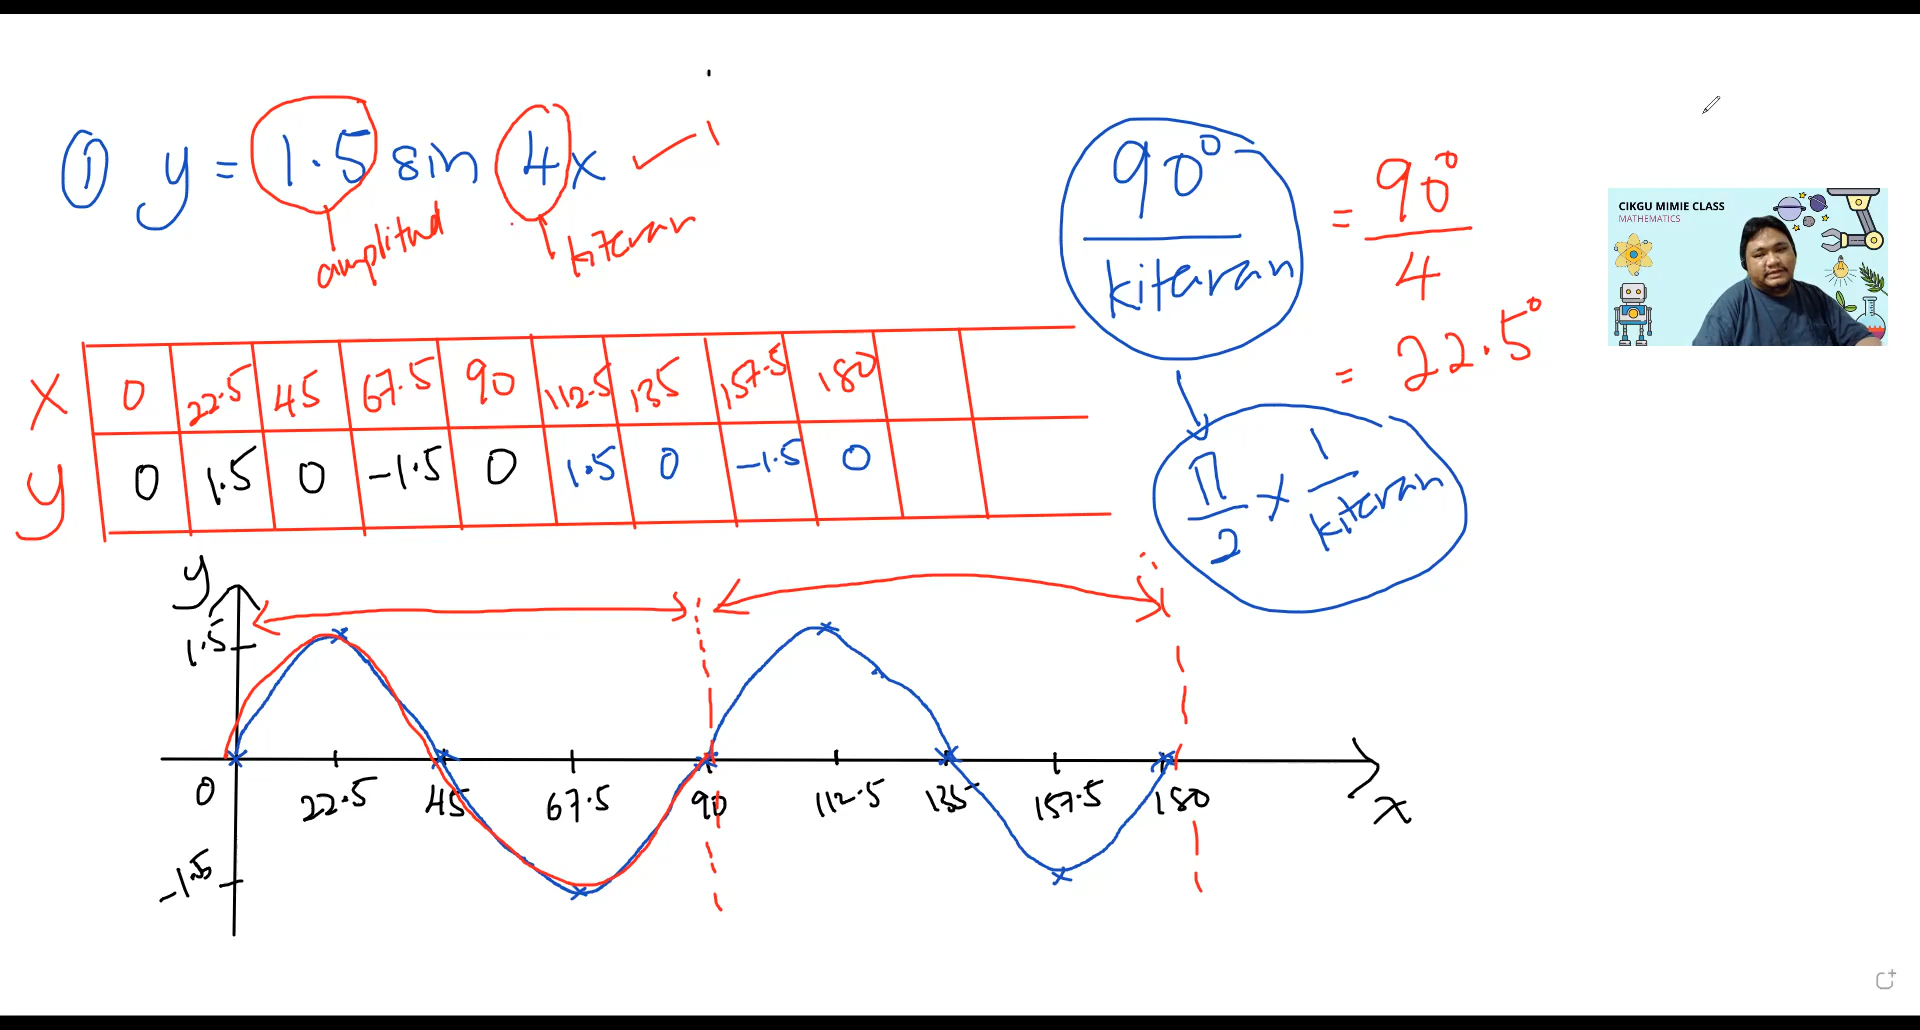 ① y = 1.5 sin 4x
amplitud
kitaran
90°
kitaran
= 90°
4
= 22.5°
CIKGU MIMIE CLASS
MATHEMATICS
x 0 22.5 45 67.5 90 112.5 135 157.5 180
y 0 1.5 0 -1.5 0 1.5 0 -1.5 0
π/2 × 1/kitaran
y
1.5
0 22.5 45 67.5 90 112.5 135 157.5 180 x
-1.5